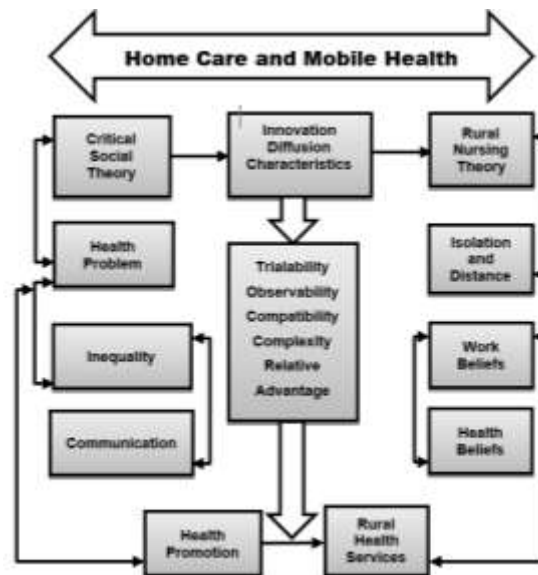 Home Care and Mobile Health
Critical
Social
Theory
Innovation
Diffusion
Characteristics
Rural
Nursing
Theory
Health
Problem
Isolation
and
Distance
Trialability
Observability
Compatibility
Complexity
Relative
Advantage
Inequality
Work
Beliefs
Communication
Health
Beliefs
Health
Promotion
Rural
Health
Services